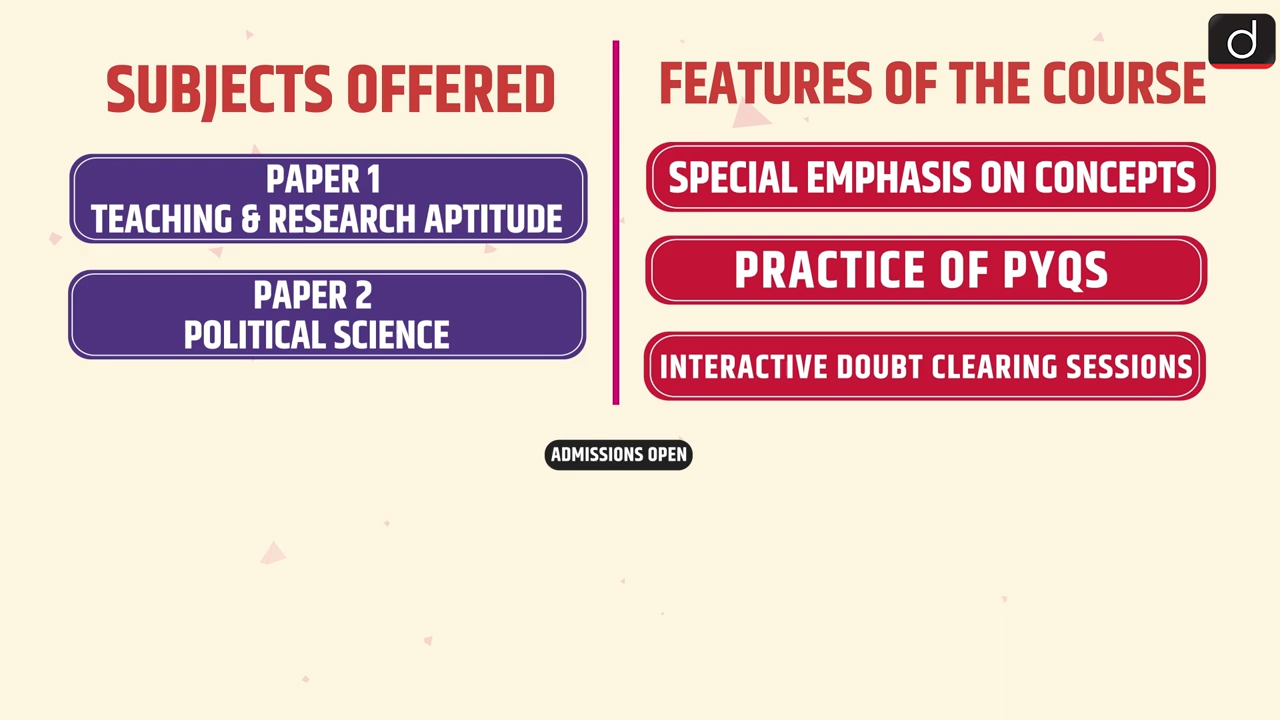 SUBJECTS OFFERED
PAPER 1
TEACHING & RESEARCH APTITUDE
PAPER 2
POLITICAL SCIENCE
FEATURES OF THE COURSE
SPECIAL EMPHASIS ON CONCEPTS
PRACTICE OF PYQS
INTERACTIVE DOUBT CLEARING SESSIONS
ADMISSIONS OPEN
d